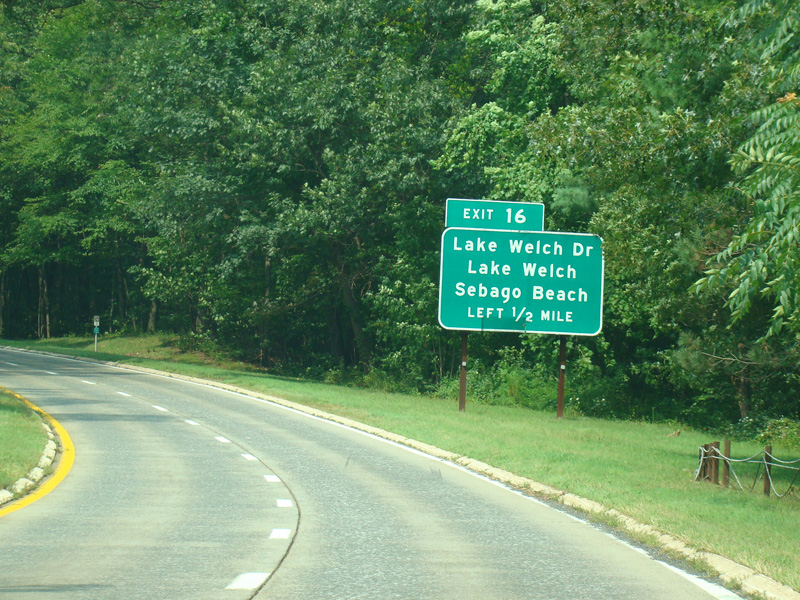 EXIT 16
Lake Welch Dr
Lake Welch
Sebago Beach
LEFT 1/2 MILE